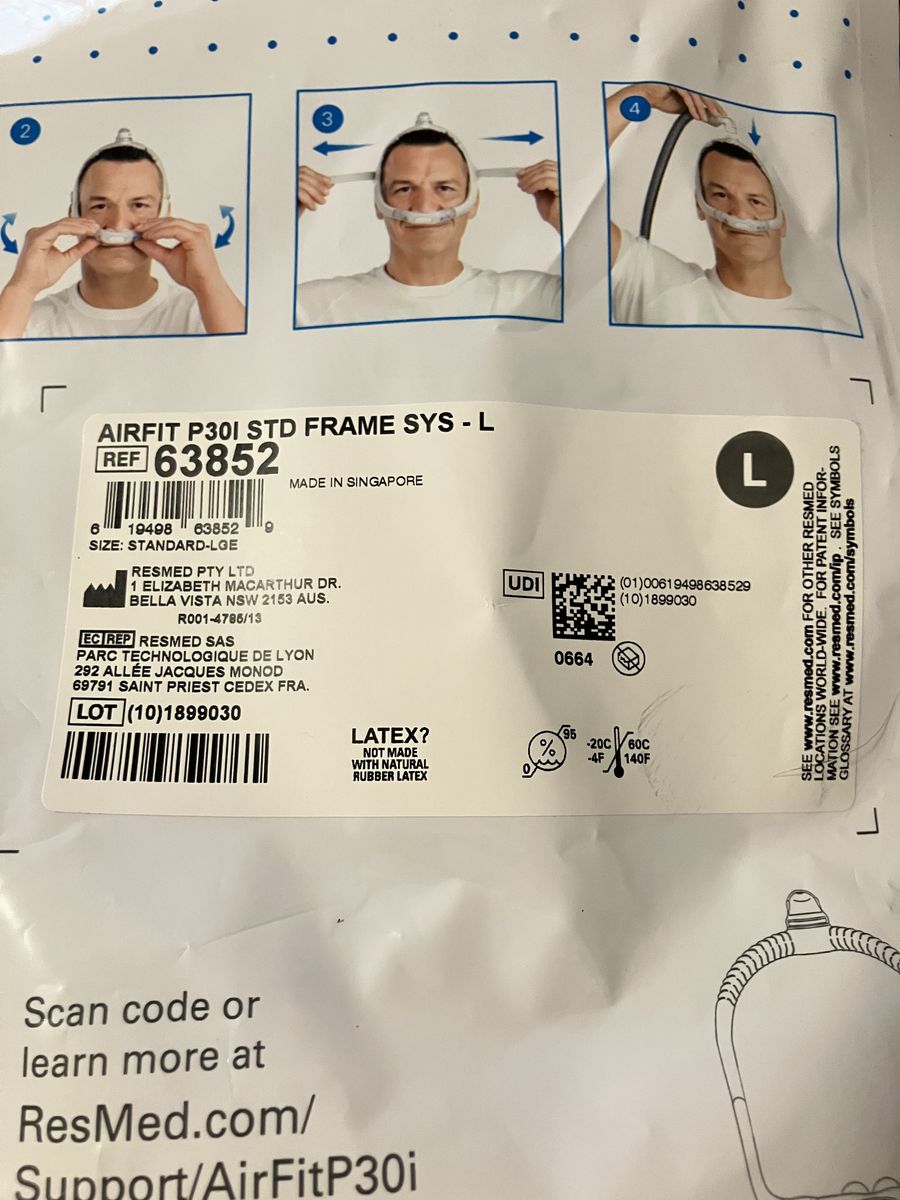 2
3
4
AIRFIT P30I STD FRAME SYS - L
REF 63852
MADE IN SINGAPORE
L
6 19498 63852 9
SIZE: STANDARD-LGE
RESMED PTY LTD
1 ELIZABETH MACARTHUR DR.
BELLA VISTA NSW 2153 AUS.
R001-4785/13
EC REP RESMED SAS
PARC TECHNOLOGIQUE DE LYON
292 ALLÉE JACQUES MONOD
69791 SAINT PRIEST CEDEX FRA.
LOT (10)1899030
LATEX?
NOT MADE
WITH NATURAL
RUBBER LATEX
UDI
(01)00619498638529
(10)1899030
0664
95
%
0
-20C 60C
-4F 140F
SEE www.resmed.com FOR OTHER RESMED
LOCATIONS WORLD-WIDE. FOR PATENT INFOR-
MATION SEE www.resmed.com/ip. SEE SYMBOLS
GLOSSARY AT www.resmed.com/symbols
Scan code or
learn more at
ResMed.com/
Support/AirFitP30i